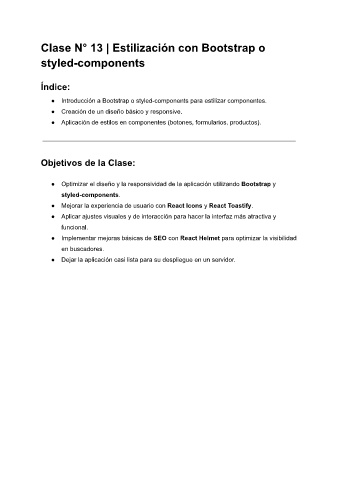 Clase N° 13 | Estilización con Bootstrap o
styled-components
Índice:
● Introducción a Bootstrap o styled-components para estilizar componentes.
● Creación de un diseño básico y responsive.
● Aplicación de estilos en componentes (botones, formularios, productos).
Objetivos de la Clase:
● Optimizar el diseño y la responsividad de la aplicación utilizando Bootstrap y
styled-components.
● Mejorar la experiencia de usuario con React Icons y React Toastify.
● Aplicar ajustes visuales y de interacción para hacer la interfaz más atractiva y
funcional.
● Implementar mejoras básicas de SEO con React Helmet para optimizar la visibilidad
en buscadores.
● Dejar la aplicación casi lista para su despliegue en un servidor.